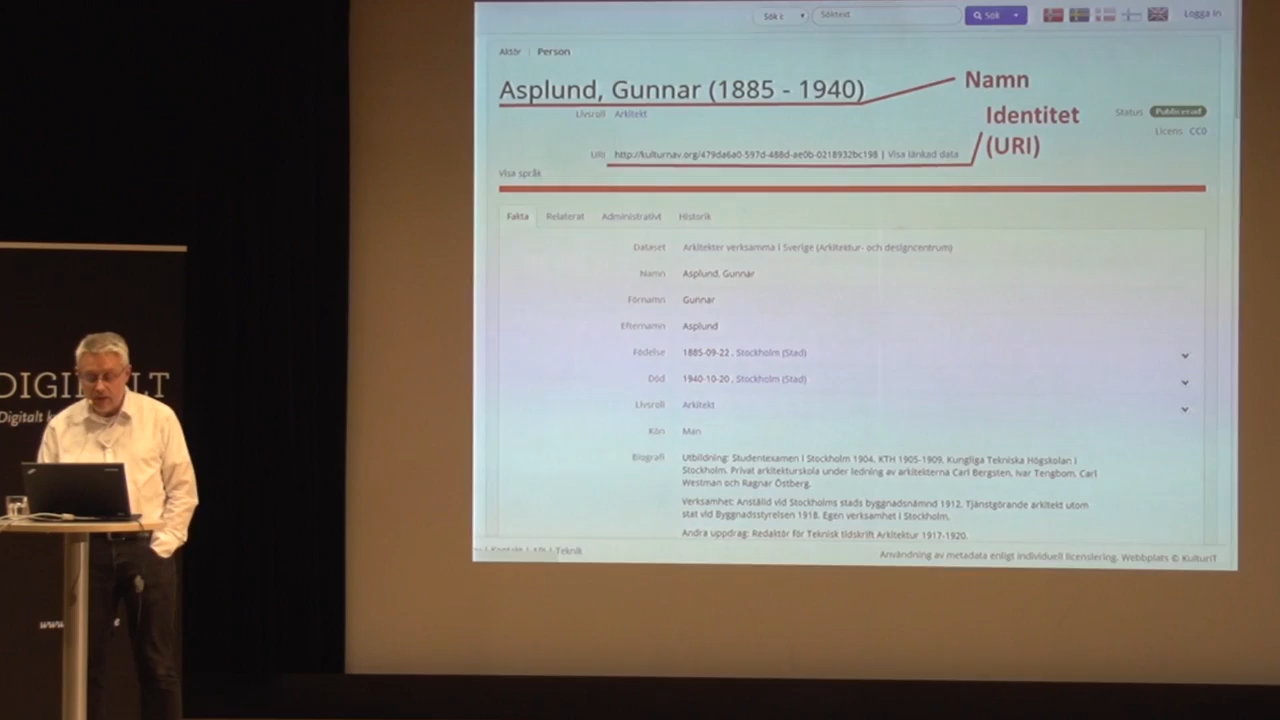 Sök i:
Söktext
Sök
Logga in
Aktör | Person
Asplund, Gunnar (1885 - 1940)
Namn
Livsroll Arkitekt
Identitet
(URI)
Status Publicerad
Licens CC0
URI http://kulturnav.org/479da6a0-597d-488d-ae0b-0218932bc198 | Visa länkad data
Visa språk
Fakta Relaterat Administrativt Historik
Dataset Arkitekter verksamma i Sverige (Arkitektur- och designcentrum)
Namn Asplund, Gunnar
Förnamn Gunnar
Efternamn Asplund
Födelse 1885-09-22 , Stockholm (Stad)
Död 1940-10-20 , Stockholm (Stad)
Livsroll Arkitekt
Kön Man
Biografi Utbildning: Studentexamen i Stockholm 1904, KTH 1905-1909, Kungliga Tekniska Högskolan i
Stockholm. Privat arkitekturskola under ledning av arkitekterna Carl Bergsten, Ivar Tengbom, Carl
Westman och Ragnar Östberg.
Verksamhet: Anställd vid Stockholms stads byggnadsnämnd 1912. Tjänstgörande arkitekt utom
stat vid Byggnadsstyrelsen 1918. Egen verksamhet i Stockholm.
Andra uppdrag: Redaktör för Teknisk tidskrift Arkitektur 1917-1920.
| Kontakt | API | Teknik
Användning av metadata enligt individuell licensiering. Webbplats © KulturIT
DIGI LT
Digitalt k
www e